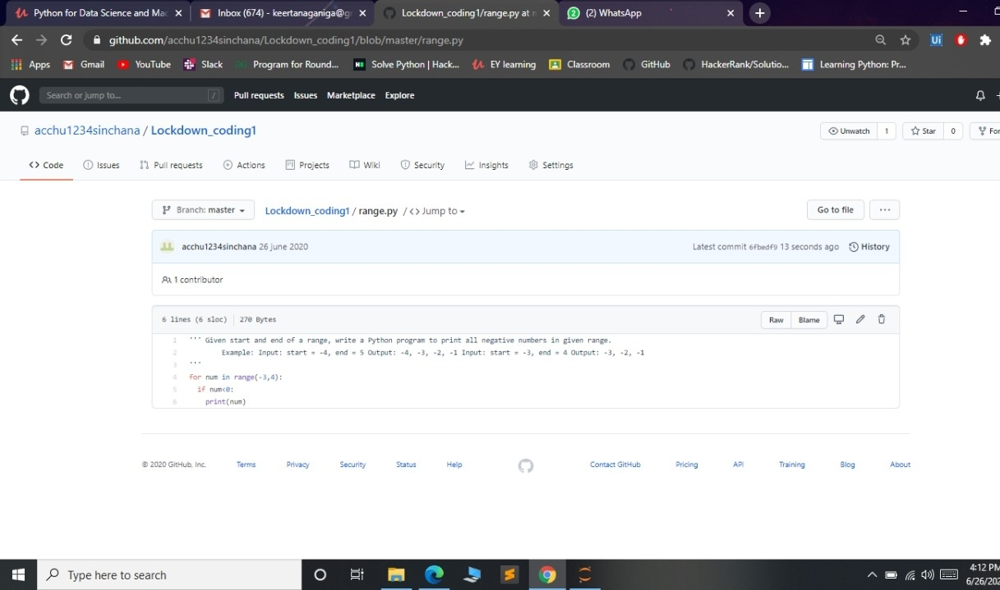 Python for Data Science and Mac
Inbox (674) - keertanaganiga@g
Lockdown_coding1/range.py at m
(2) WhatsApp
github.com/acchu1234sinchana/Lockdown_coding1/blob/master/range.py
Apps Gmail YouTube Slack Program for Round... Solve Python | Hack... EY learning Classroom GitHub HackerRank/Solutio... Learning Python: Pr...
Search or jump to... / Pull requests Issues Marketplace Explore
acchu1234sinchana / Lockdown_coding1
Unwatch 1 Star 0 For
Code Issues Pull requests Actions Projects Wiki Security Insights Settings
Branch: master Lockdown_coding1 / range.py / <> Jump to Go to file ...
acchu1234sinchana 26 june 2020 Latest commit 6fbedf9 13 seconds ago History
1 contributor
6 lines (6 sloc) 270 Bytes Raw Blame
1 ''' Given start and end of a range, write a Python program to print all negative numbers in given range.
2 Example: Input: start = -4, end = 5 Output: -4, -3, -2, -1 Input: start = -3, end = 4 Output: -3, -2, -1
3 '''
4 for num in range(-3,4):
5 if num<0:
6 print(num)
© 2020 GitHub, Inc. Terms Privacy Security Status Help Contact GitHub Pricing API Training Blog About
Type here to search
4:12 PM
6/26/202